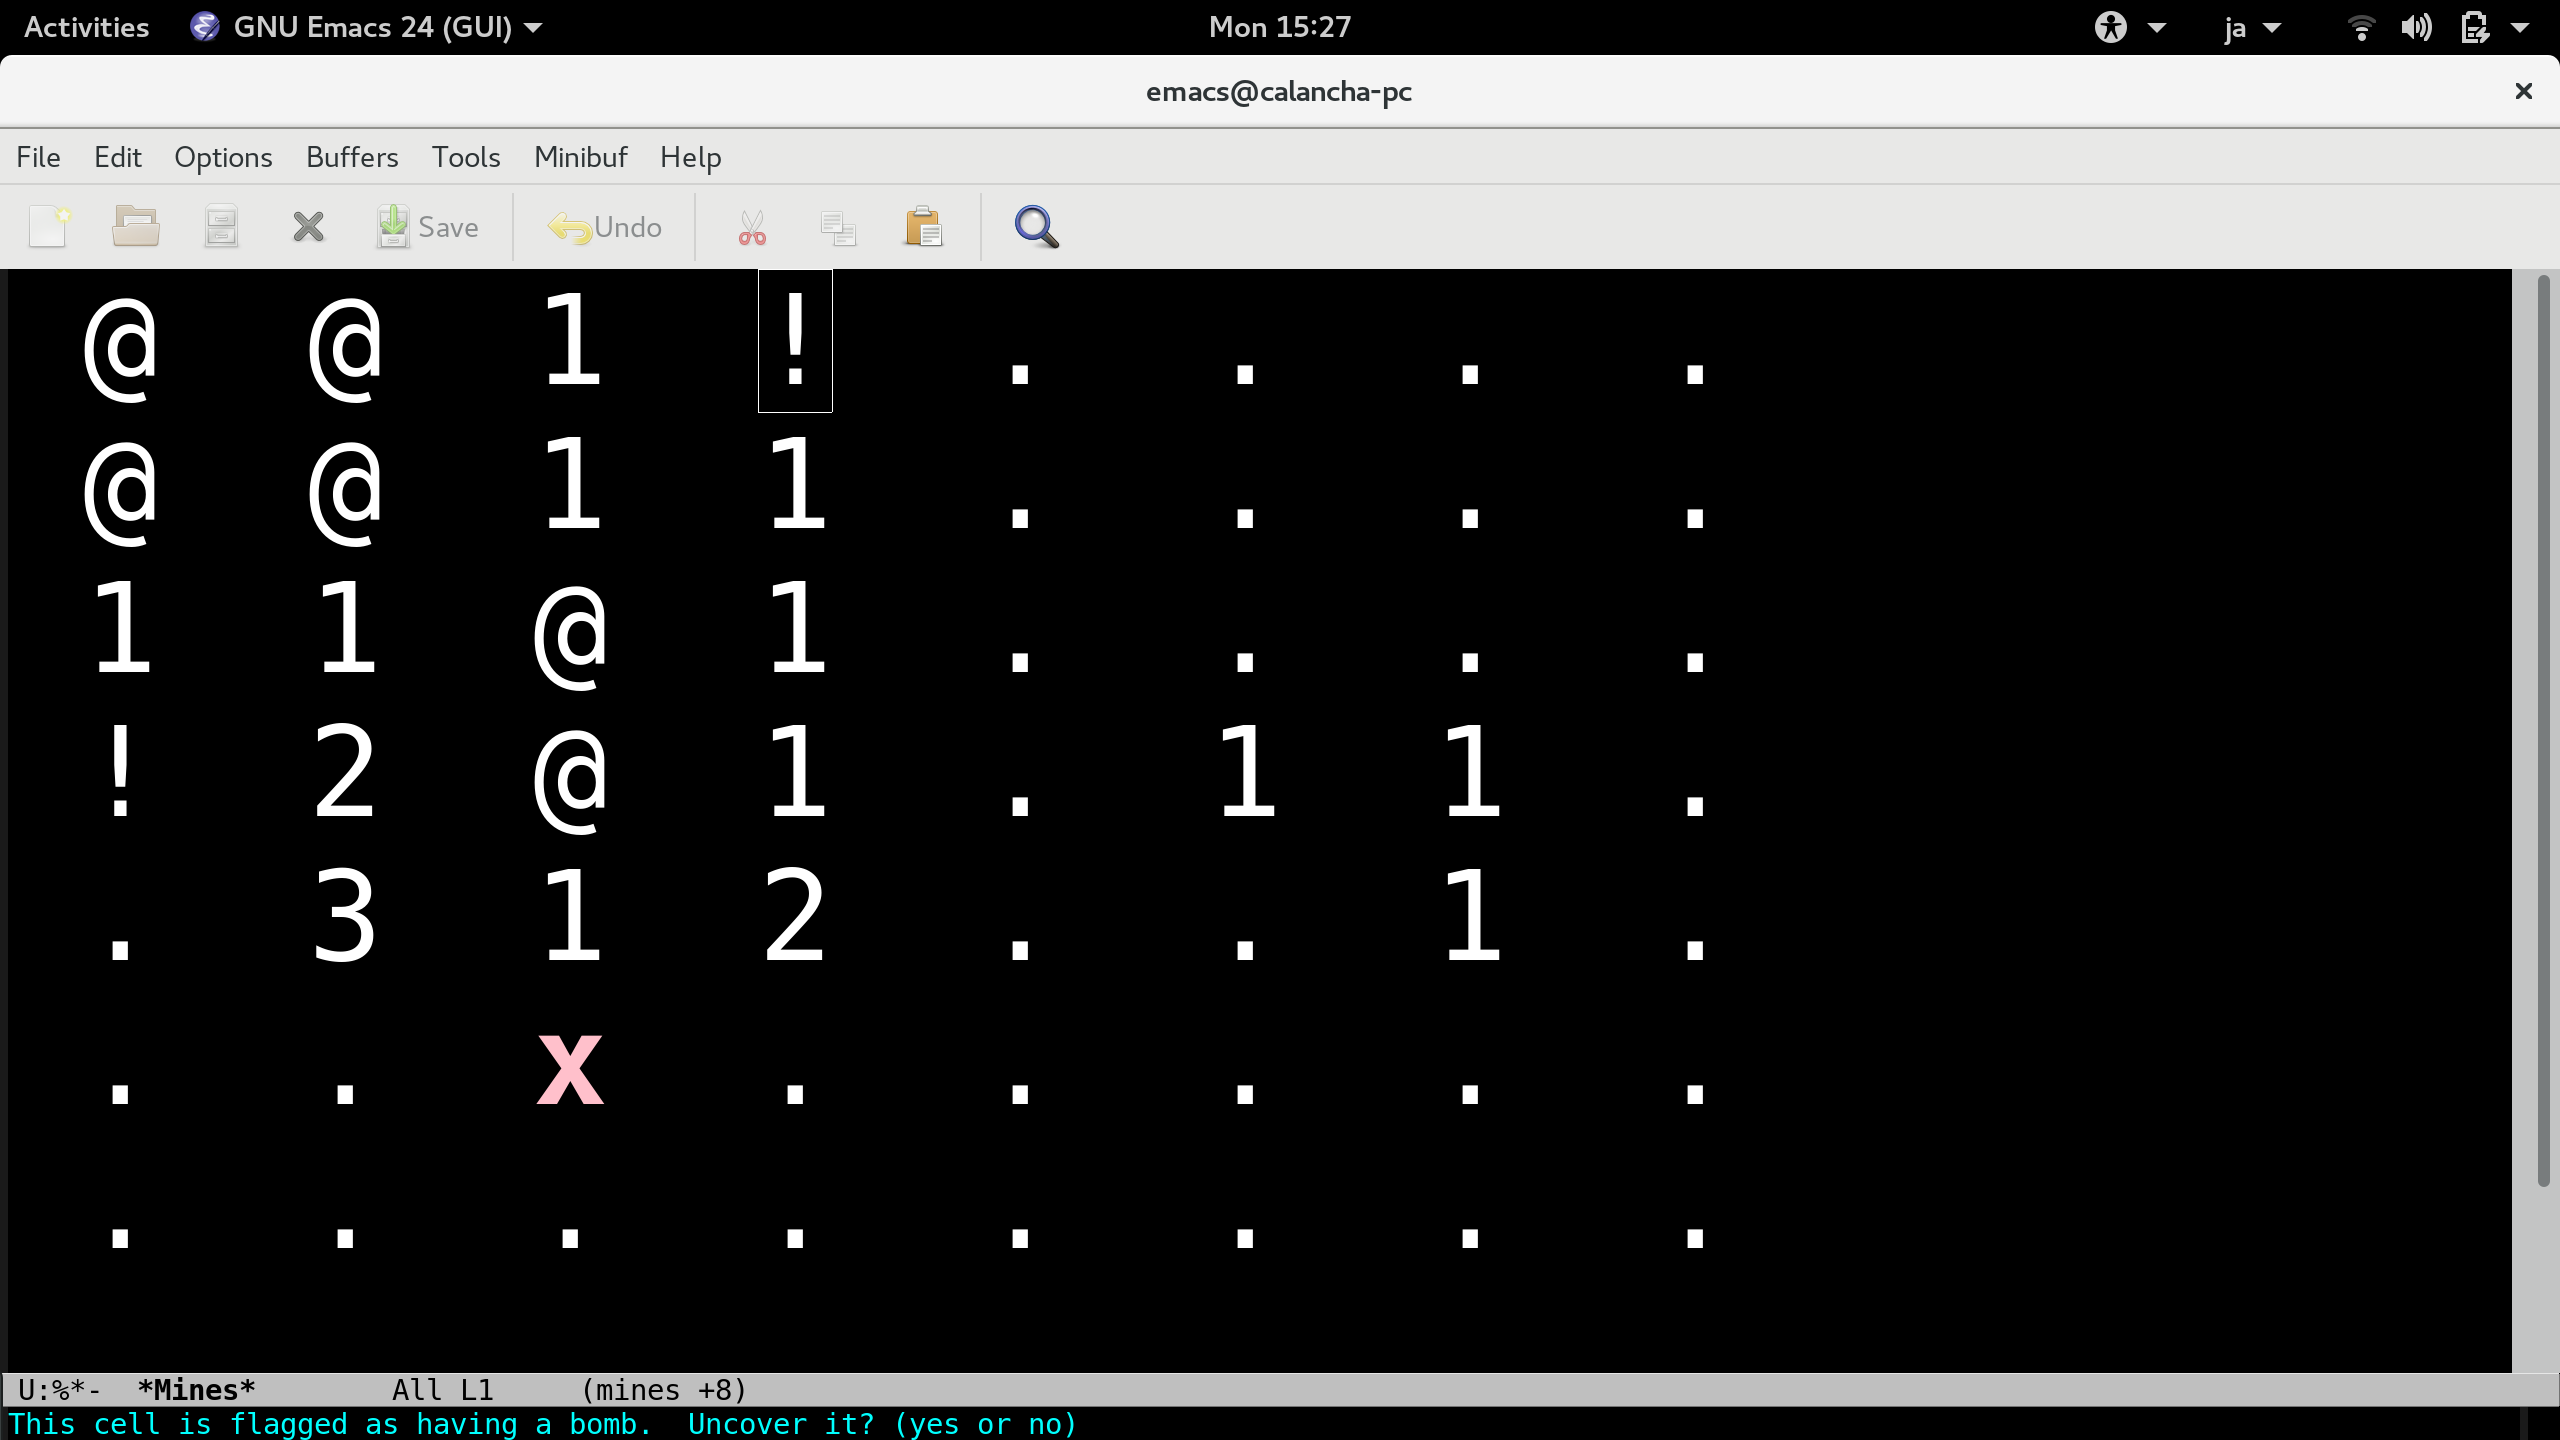 Activities GNU Emacs 24 (GUI) Mon 15:27 ja
emacs@calancha-pc
File Edit Options Buffers Tools Minibuf Help
Save Undo
@ @ 1 ! . . . .
@ @ 1 1 . . . .
1 1 @ 1 . . . .
! 2 @ 1 . 1 1 .
. 3 1 2 . . 1 .
. . x . . . . .
. . . . . . . .
U:%*- *Mines* All L1 (mines +8)
This cell is flagged as having a bomb. Uncover it? (yes or no)